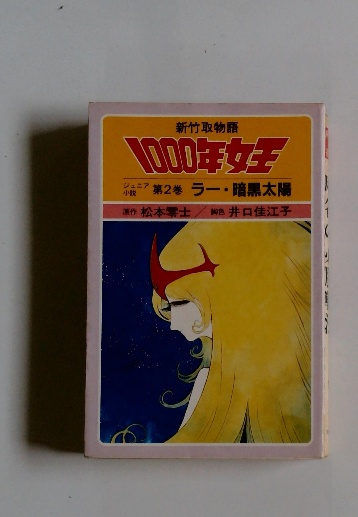 新竹取物語
1000年女王
ジュニア小説 第2巻 ラー・暗黒太陽
原作 松本零士／脚色 井口佳江子